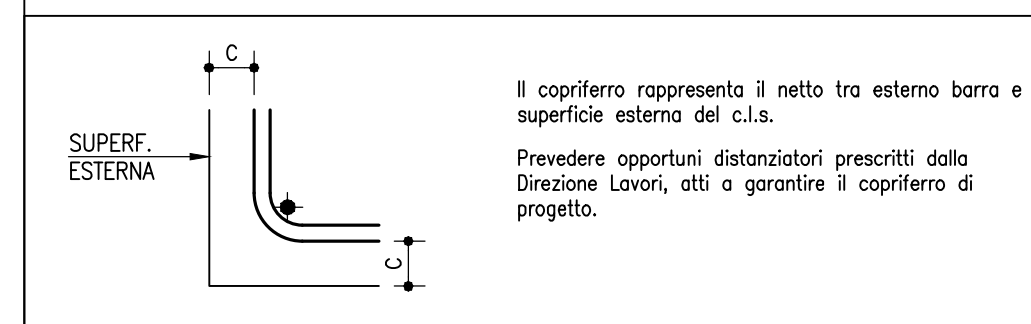 C
SUPERF.
ESTERNA
C
Il copriferro rappresenta il netto tra esterno barra e
superficie esterna del c.l.s.
Prevedere opportuni distanziatori prescritti dalla
Direzione Lavori, atti a garantire il copriferro di
progetto.